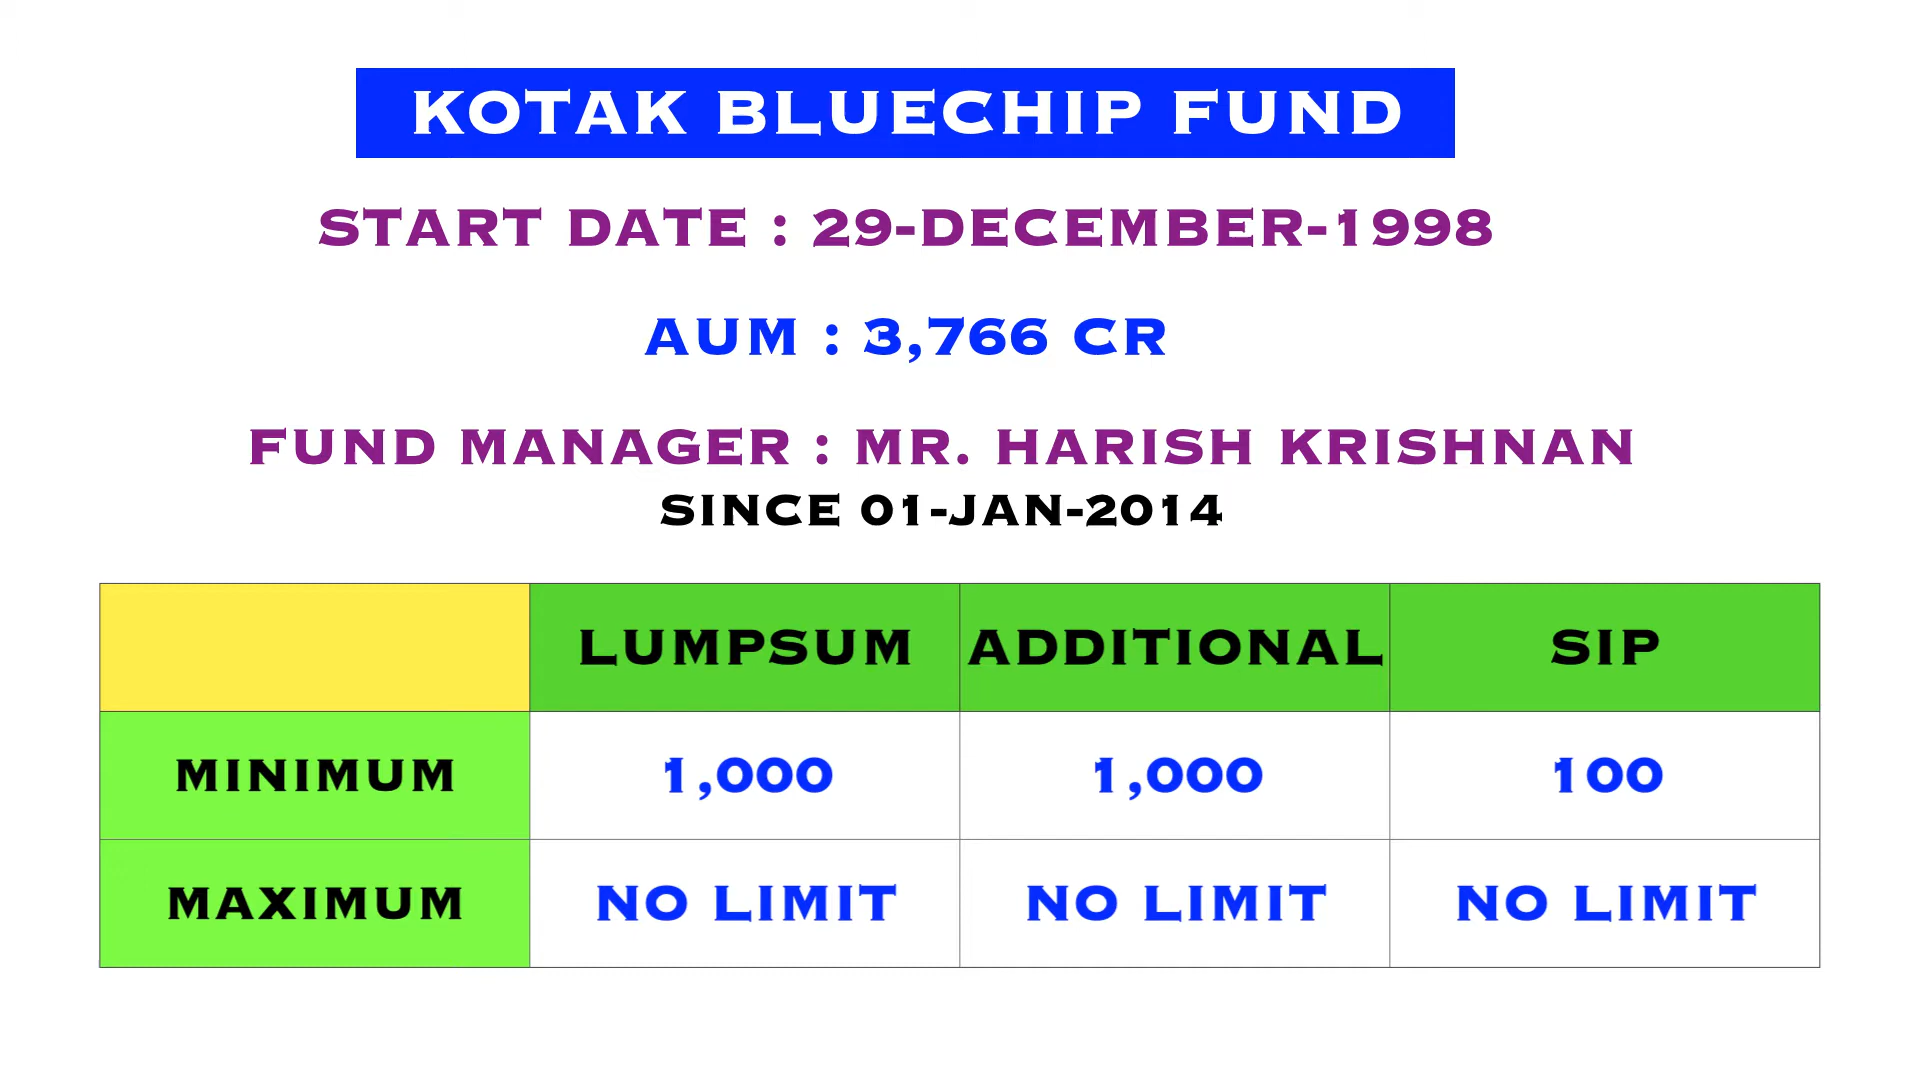 KOTAK BLUECHIP FUND
START DATE : 29-DECEMBER-1998
AUM : 3,766 CR
FUND MANAGER : MR. HARISH KRISHNAN
SINCE 01-JAN-2014
LUMPSUM ADDITIONAL SIP
MINIMUM 1,000 1,000 100
MAXIMUM NO LIMIT NO LIMIT NO LIMIT